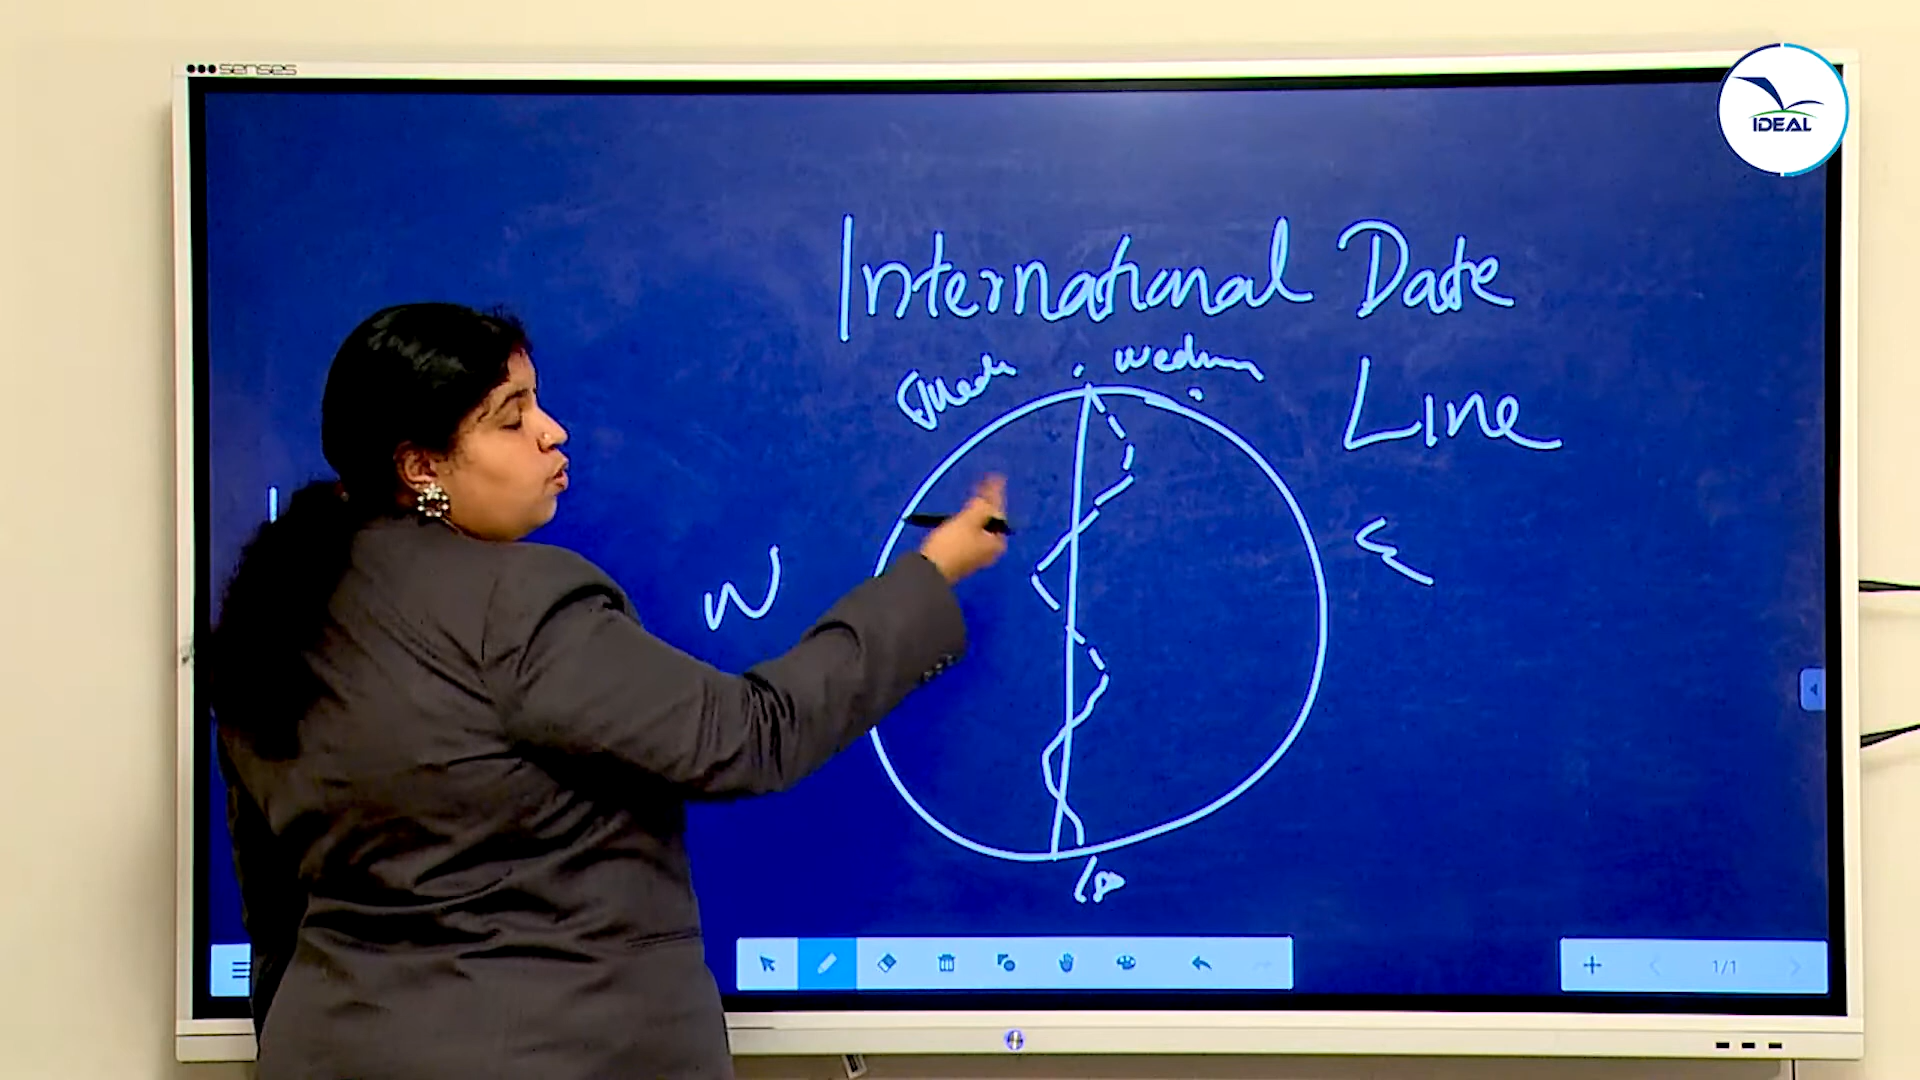 senses
IDEAL
International Date
Line
W
E
180
1/1